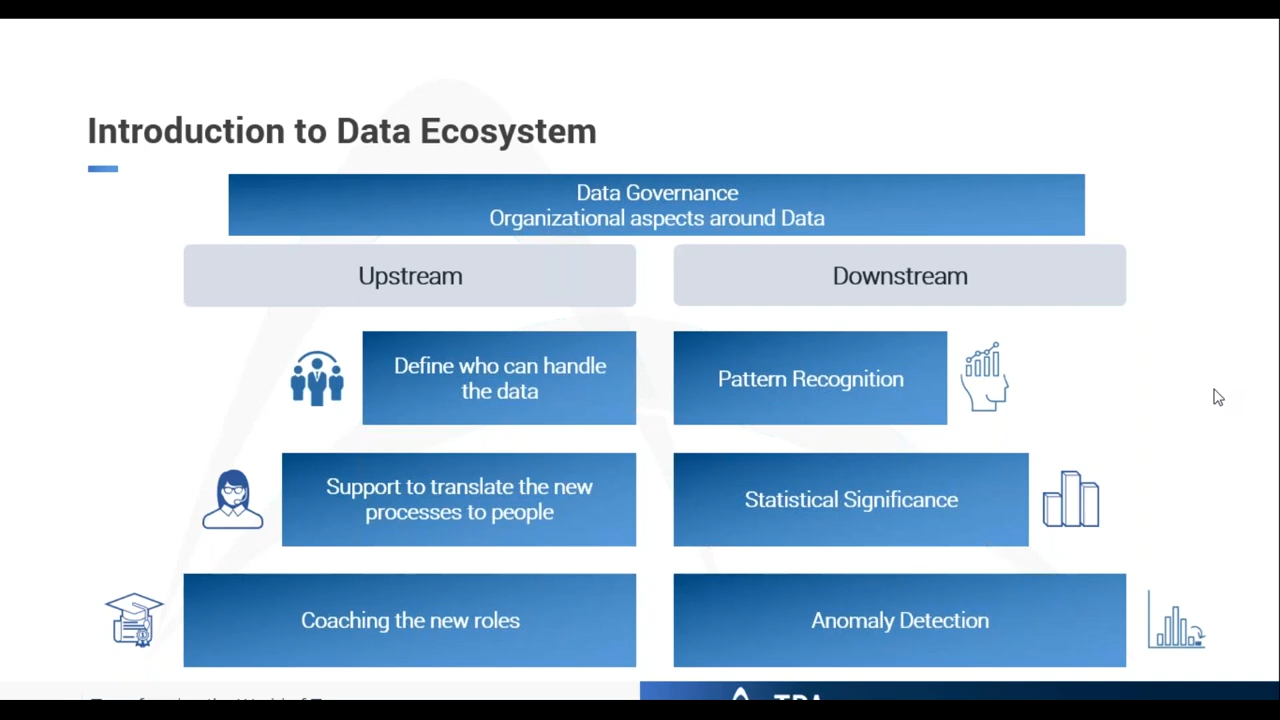 Introduction to Data Ecosystem
Data Governance
Organizational aspects around Data
Upstream
Downstream
Define who can handle
the data
Pattern Recognition
Support to translate the new
processes to people
Statistical Significance
Coaching the new roles
Anomaly Detection